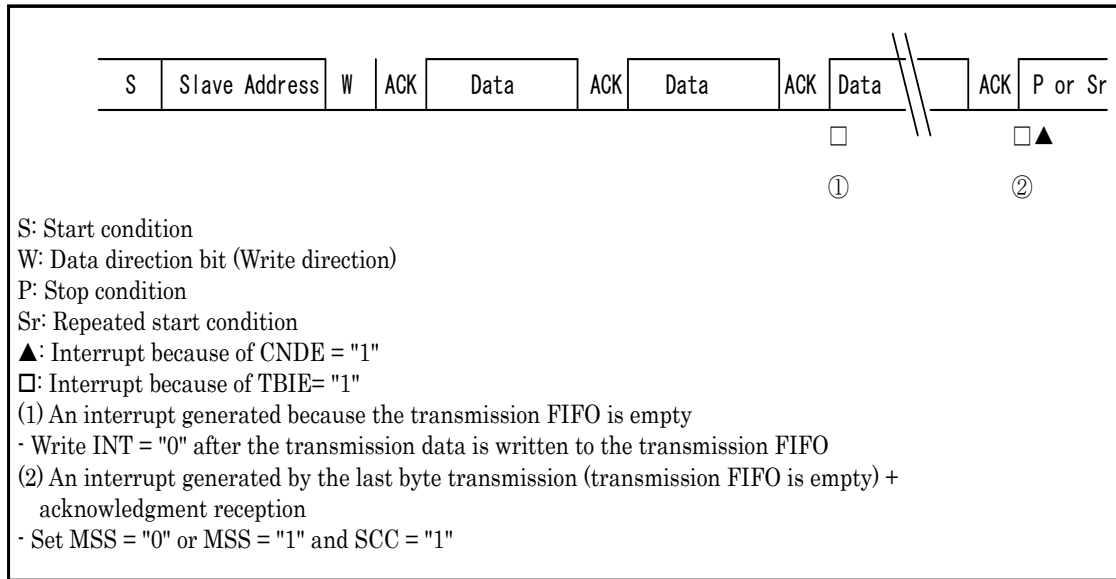 S Slave Address W ACK Data ACK Data ACK Data ACK P or Sr
□ □▲
① ②
S: Start condition
W: Data direction bit (Write direction)
P: Stop condition
Sr: Repeated start condition
▲: Interrupt because of CNDE = "1"
□: Interrupt because of TBIE= "1"
(1) An interrupt generated because the transmission FIFO is empty
- Write INT = "0" after the transmission data is written to the transmission FIFO
(2) An interrupt generated by the last byte transmission (transmission FIFO is empty) +
acknowledgment reception
- Set MSS = "0" or MSS = "1" and SCC = "1"